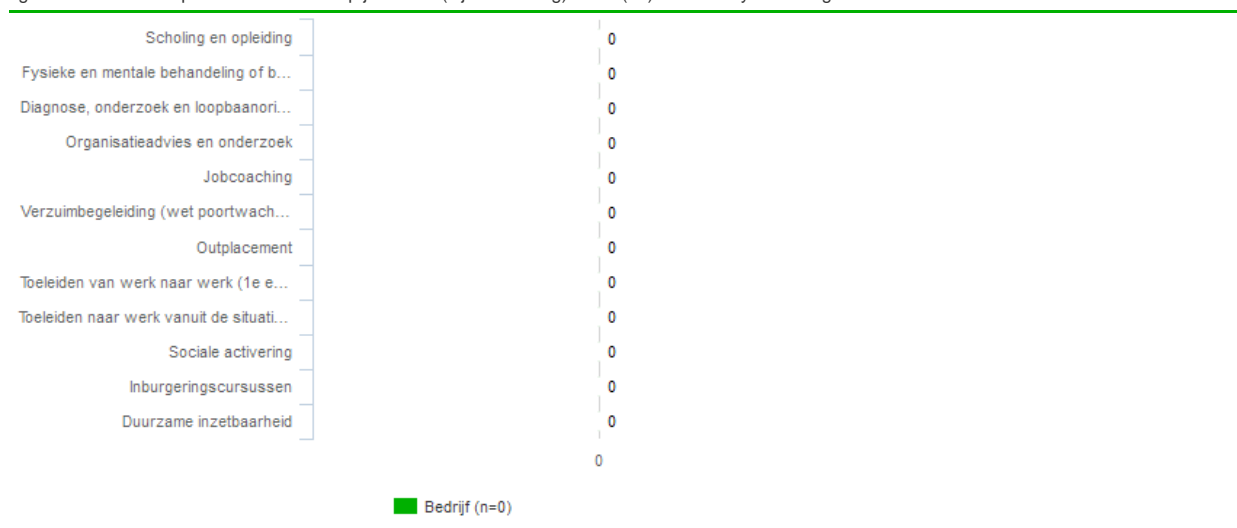 Scholing en opleiding 0
Fysieke en mentale behandeling of b... 0
Diagnose, onderzoek en loopbaanori... 0
Organisatieadvies en onderzoek 0
Jobcoaching 0
Verzuimbegeleiding (wet poortwach... 0
Outplacement 0
Toeleiden van werk naar werk (1e e... 0
Toeleiden naar werk vanuit de situati... 0
Sociale activering 0
Inburgeringscursussen 0
Duurzame inzetbaarheid 0
0
Bedrijf (n=0)